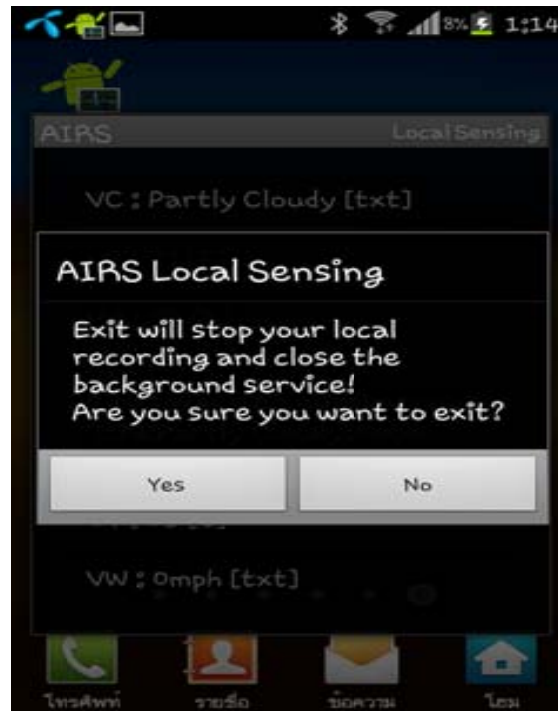 8% 1:14
AIRS Local Sensing
VC : Partly Cloudy [txt]
AIRS Local Sensing
Exit will stop your local
recording and close the
background service!
Are you sure you want to exit?
Yes No
VW : 0mph [txt]
โทรศัพท์ รายชื่อ ข้อความ โฮม